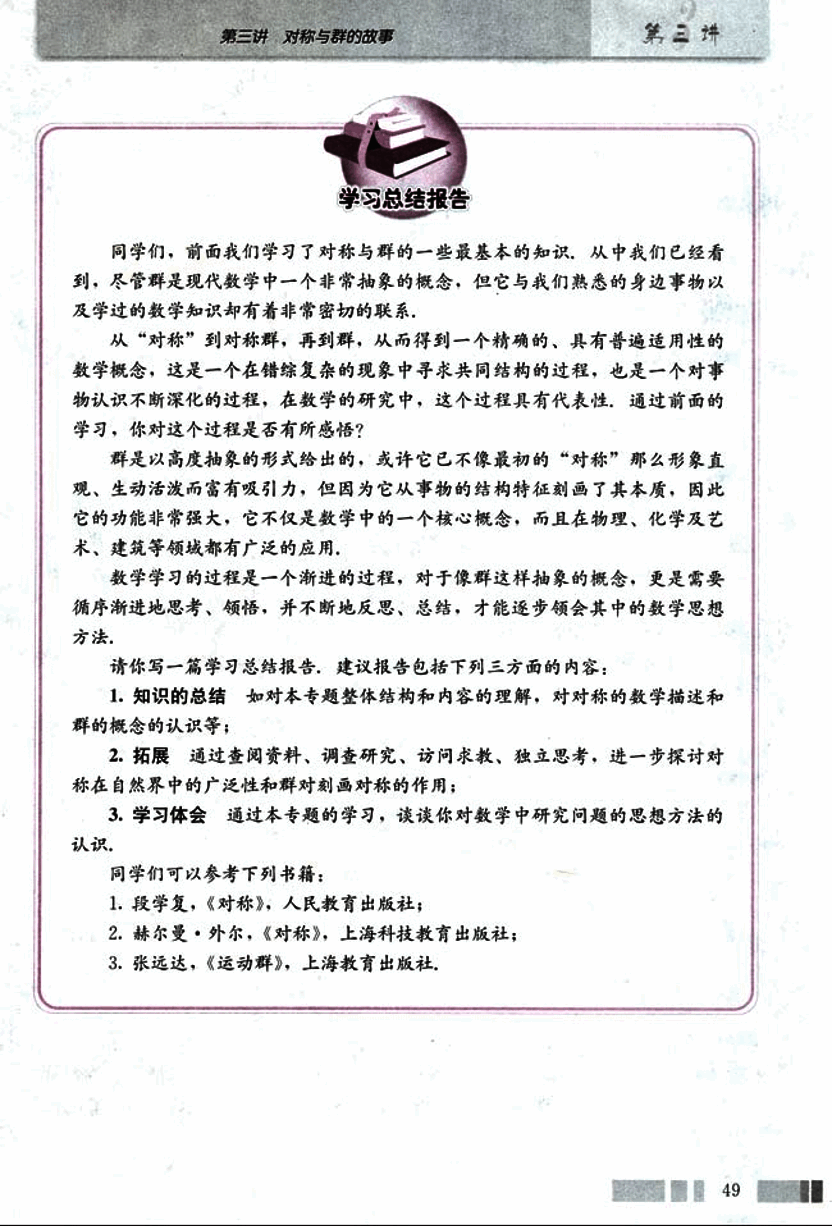 第三讲 对称与群的故事
第三讲
学习总结报告
同学们，前面我们学习了对称与群的一些最基本的知识．从中我们已经看
到，尽管群是现代数学中一个非常抽象的概念，但它与我们熟悉的身边事物以
及学过的数学知识却有着非常密切的联系．
从“对称”到对称群，再到群，从而得到一个精确的、具有普遍适用性的
数学概念，这是一个在错综复杂的现象中寻求共同结构的过程，也是一个对事
物认识不断深化的过程，在数学的研究中，这个过程具有代表性．通过前面的
学习，你对这个过程是否有所感悟？
群是以高度抽象的形式给出的，或许它已不像最初的“对称”那么形象直
观、生动活泼而富有吸引力，但因为它从事物的结构特征刻画了其本质，因此
它的功能非常强大，它不仅是数学中的一个核心概念，而且在物理、化学及艺
术、建筑等领域都有广泛的应用．
数学学习的过程是一个渐进的过程，对于像群这样抽象的概念，更是需要
循序渐进地思考、领悟，并不断地反思、总结，才能逐步领会其中的数学思想
方法．
请你写一篇学习总结报告．建议报告包括下列三方面的内容：
1. 知识的总结 如对本专题整体结构和内容的理解，对对称的数学描述和
群的概念的认识等；
2. 拓展 通过查阅资料、调查研究、访问求教、独立思考，进一步探讨对
称在自然界中的广泛性和群对刻画对称的作用；
3. 学习体会 通过本专题的学习，谈谈你对数学中研究问题的思想方法的
认识．
同学们可以参考下列书籍：
1. 段学复，《对称》，人民教育出版社；
2. 赫尔曼·外尔，《对称》，上海科技教育出版社；
3. 张远达，《运动群》，上海教育出版社．
49